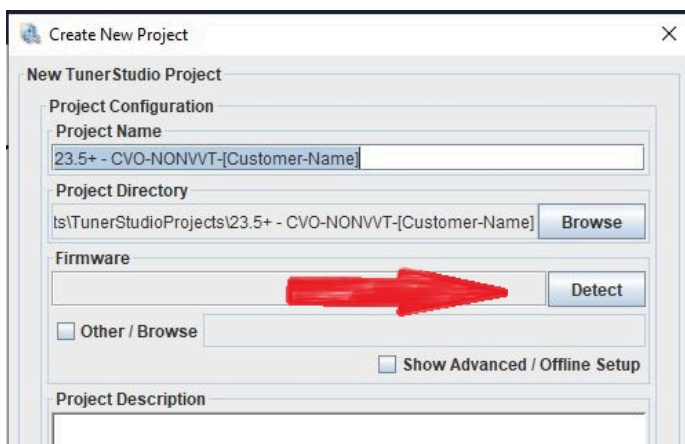 Create New Project
New TunerStudio Project
Project Configuration
Project Name
23.5+ - CVO-NONVVT-[Customer-Name]
Project Directory
ts\TunerStudioProjects\23.5+ - CVO-NONVVT-[Customer-Name] Browse
Firmware
Detect
Other / Browse
Show Advanced / Offline Setup
Project Description